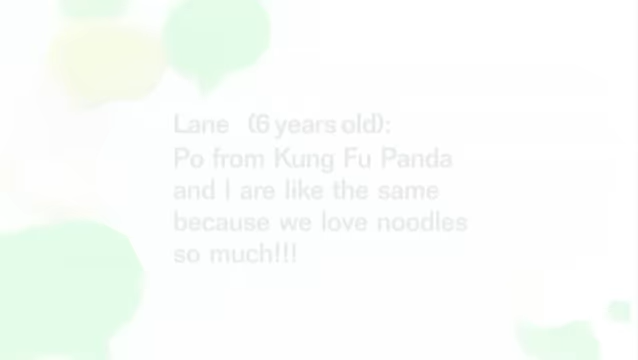 Lane (6 years old):
Po from Kung Fu Panda
and I are like the same
because we love noodles
so much!!!